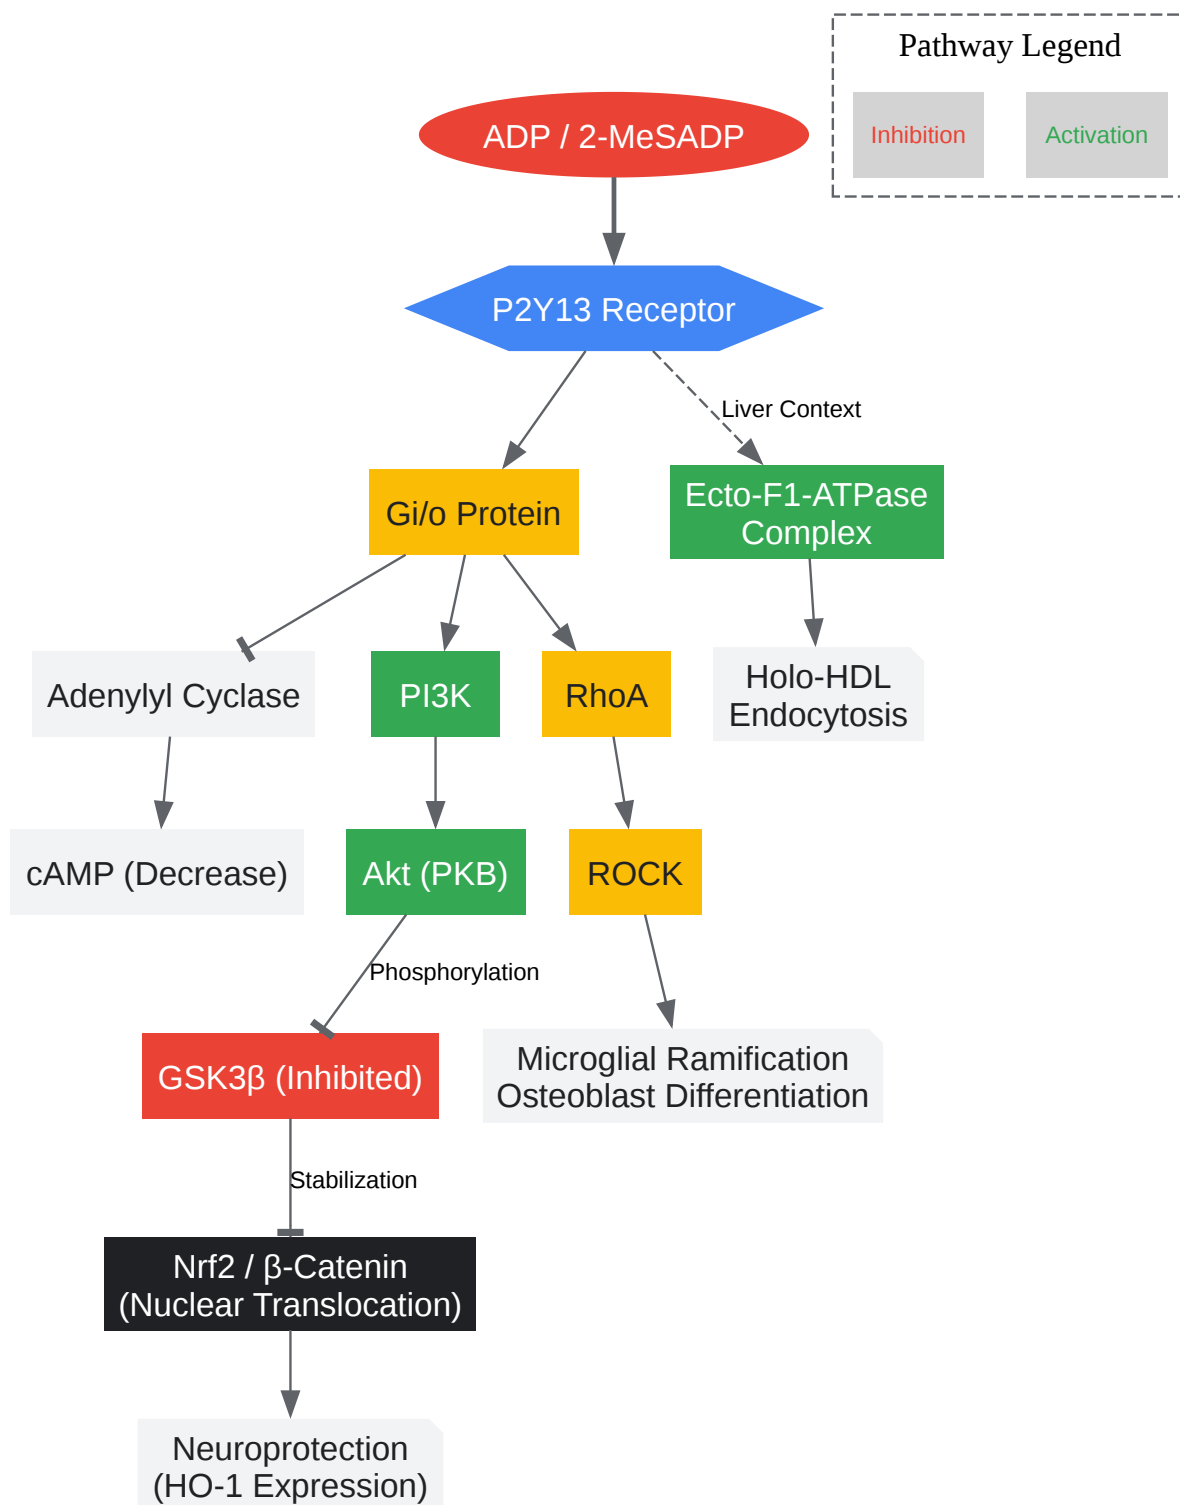 Pathway Legend
Inhibition
Activation
ADP / 2-MeSADP
P2Y13 Receptor
Liver Context
Gi/o Protein
Ecto-F1-ATPase
Complex
Adenylyl Cyclase
PI3K
RhoA
Holo-HDL
Endocytosis
cAMP (Decrease)
Akt (PKB)
ROCK
Phosphorylation
GSK3β (Inhibited)
Microglial Ramification
Osteoblast Differentiation
Stabilization
Nrf2 / β-Catenin
(Nuclear Translocation)
Neuroprotection
(HO-1 Expression)